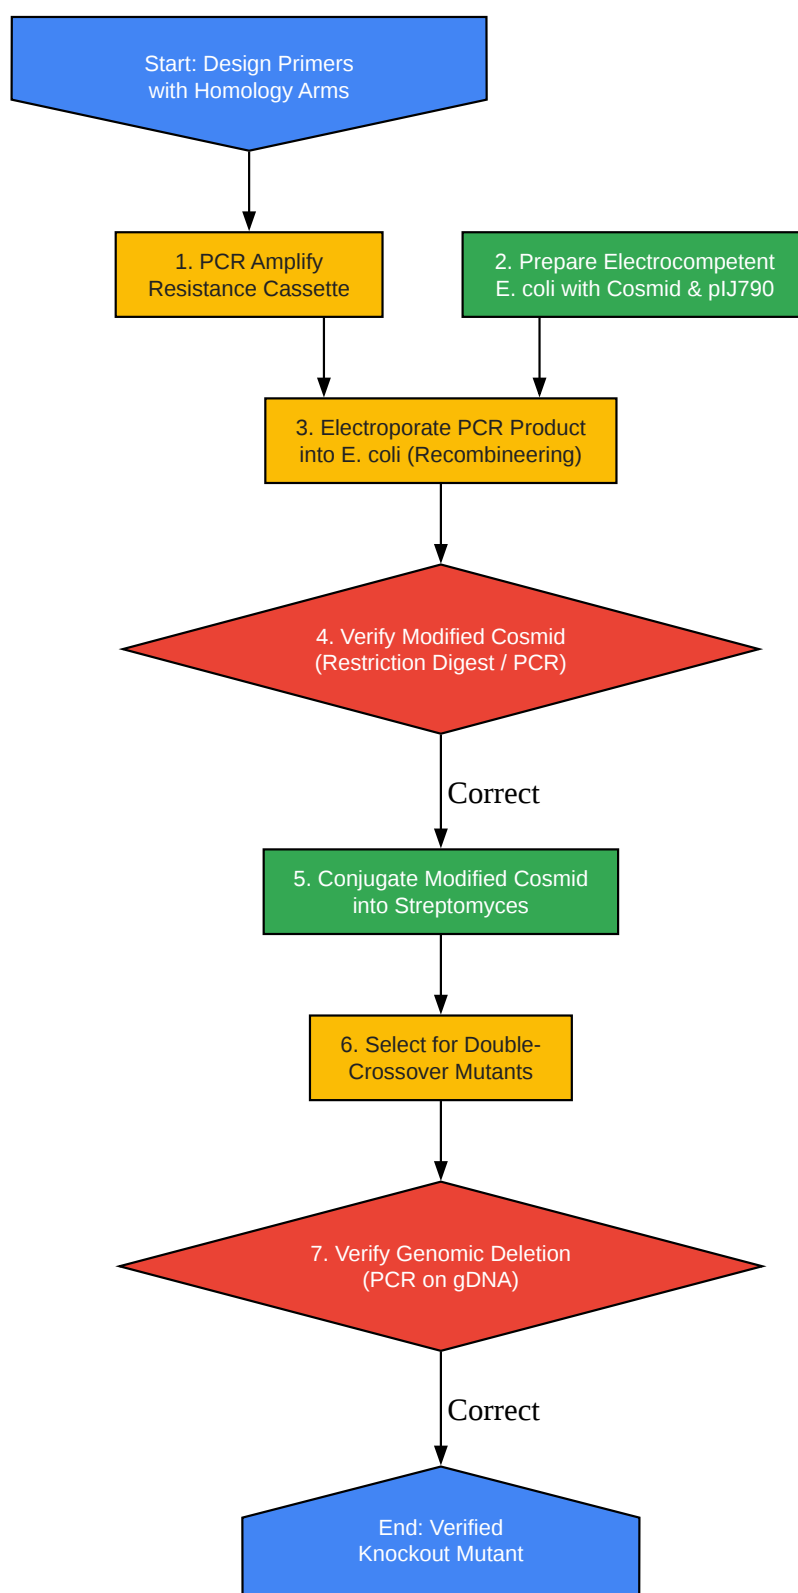 Start: Design Primers
with Homology Arms
1. PCR Amplify
Resistance Cassette
2. Prepare Electrocompetent
E. coli with Cosmid & pIJ790
3. Electroporate PCR Product
into E. coli (Recombineering)
4. Verify Modified Cosmid
(Restriction Digest / PCR)
Correct
5. Conjugate Modified Cosmid
into Streptomyces
6. Select for Double-
Crossover Mutants
7. Verify Genomic Deletion
(PCR on gDNA)
Correct
End: Verified
Knockout Mutant